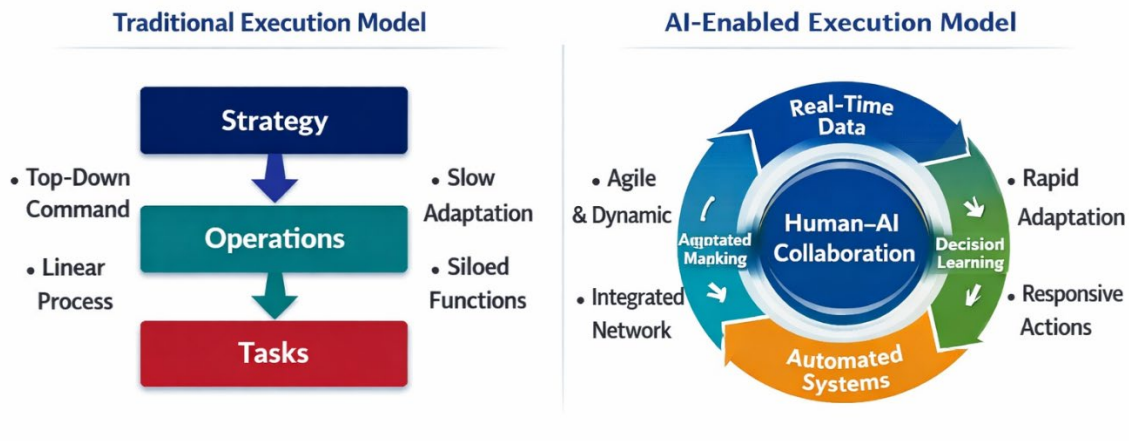 Traditional Execution Model
Strategy
• Top-Down
Command
• Slow
Adaptation
Operations
• Linear
Process
• Siloed
Functions
Tasks
AI-Enabled Execution Model
Real-Time
Data
• Agile
& Dynamic
• Rapid
Adaptation
Human–AI
Collaboration
Decision
Learning
• Integrated
Network
• Responsive
Actions
Automated
Systems